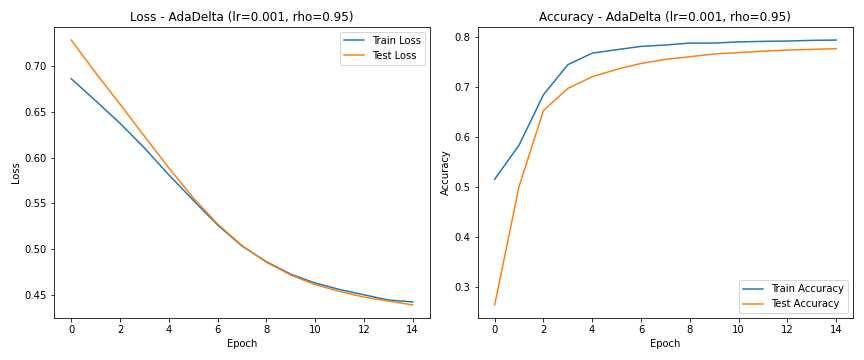 Loss - AdaDelta (lr=0.001, rho=0.95)
Train Loss
Test Loss
0.70
0.65
0.60
0.55
0.50
0.45
Loss
0 2 4 6 8 10 12 14
Epoch
Accuracy - AdaDelta (lr=0.001, rho=0.95)
0.8
0.7
0.6
0.5
0.4
0.3
Accuracy
Train Accuracy
Test Accuracy
0 2 4 6 8 10 12 14
Epoch